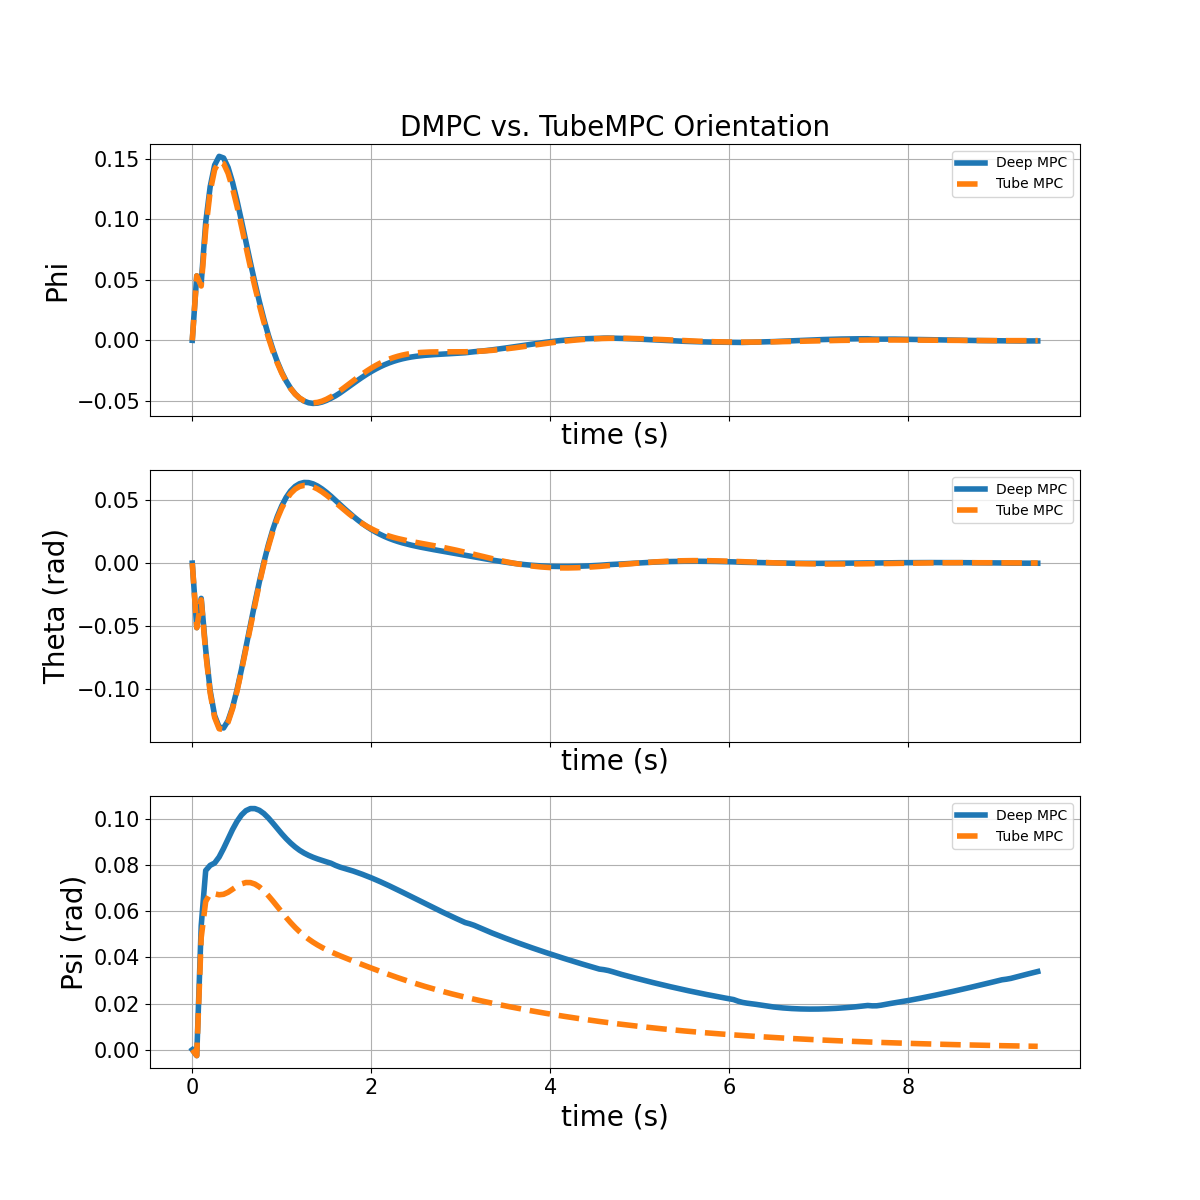 DMPC vs. TubeMPC Orientation
0.15
0.10
0.05
0.00
−0.05
Phi
Deep MPC
Tube MPC
time (s)
0.05
0.00
−0.05
−0.10
Theta (rad)
Deep MPC
Tube MPC
time (s)
0.10
0.08
0.06
0.04
0.02
0.00
Psi (rad)
Deep MPC
Tube MPC
0 2 4 6 8
time (s)